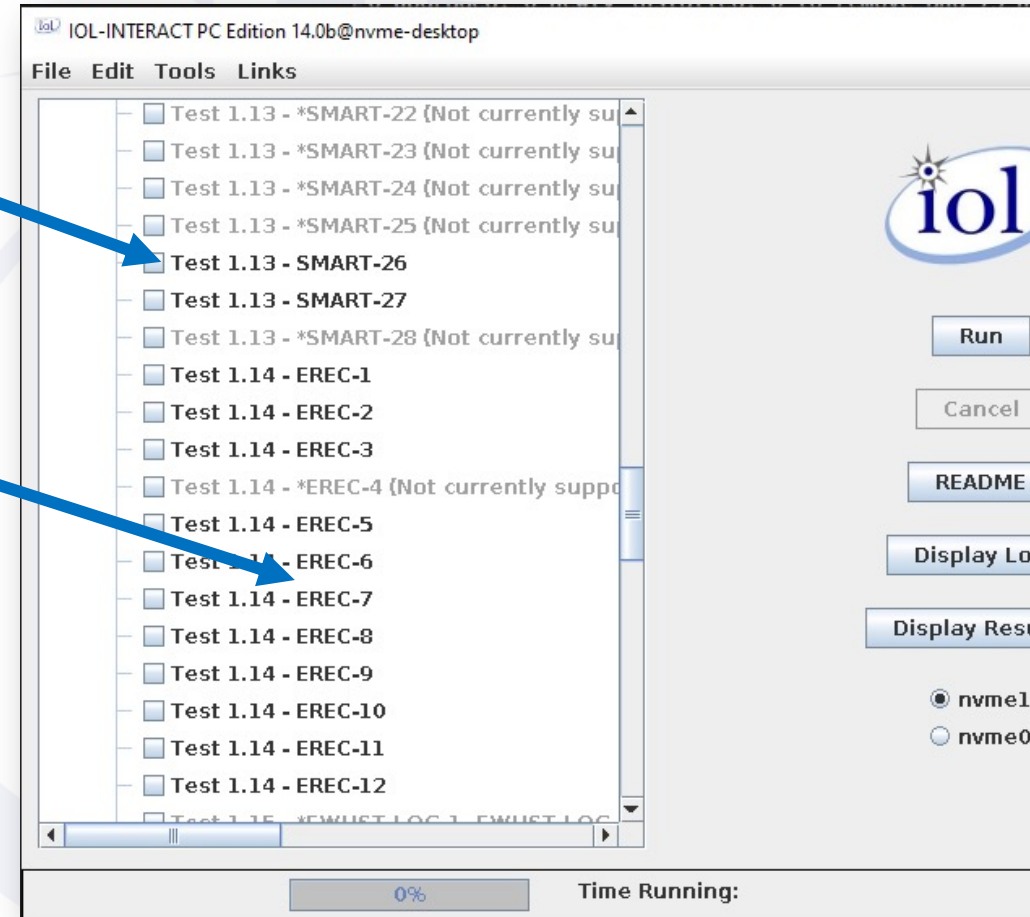 IOL-INTERACT PC Edition 14.0b@nvme-desktop
File Edit Tools Links
Test 1.13 - *SMART-22 (Not currently su
Test 1.13 - *SMART-23 (Not currently su
Test 1.13 - *SMART-24 (Not currently su
Test 1.13 - *SMART-25 (Not currently su
Test 1.13 - SMART-26
Test 1.13 - SMART-27
Test 1.13 - *SMART-28 (Not currently su
Test 1.14 - EREC-1
Test 1.14 - EREC-2
Test 1.14 - EREC-3
Test 1.14 - *EREC-4 (Not currently suppo
Test 1.14 - EREC-5
Test 1.14 - EREC-6
Test 1.14 - EREC-7
Test 1.14 - EREC-8
Test 1.14 - EREC-9
Test 1.14 - EREC-10
Test 1.14 - EREC-11
Test 1.14 - EREC-12
iol
Run
Cancel
README
Display Lo
Display Resu
nvme1
nvme0
0%
Time Running: